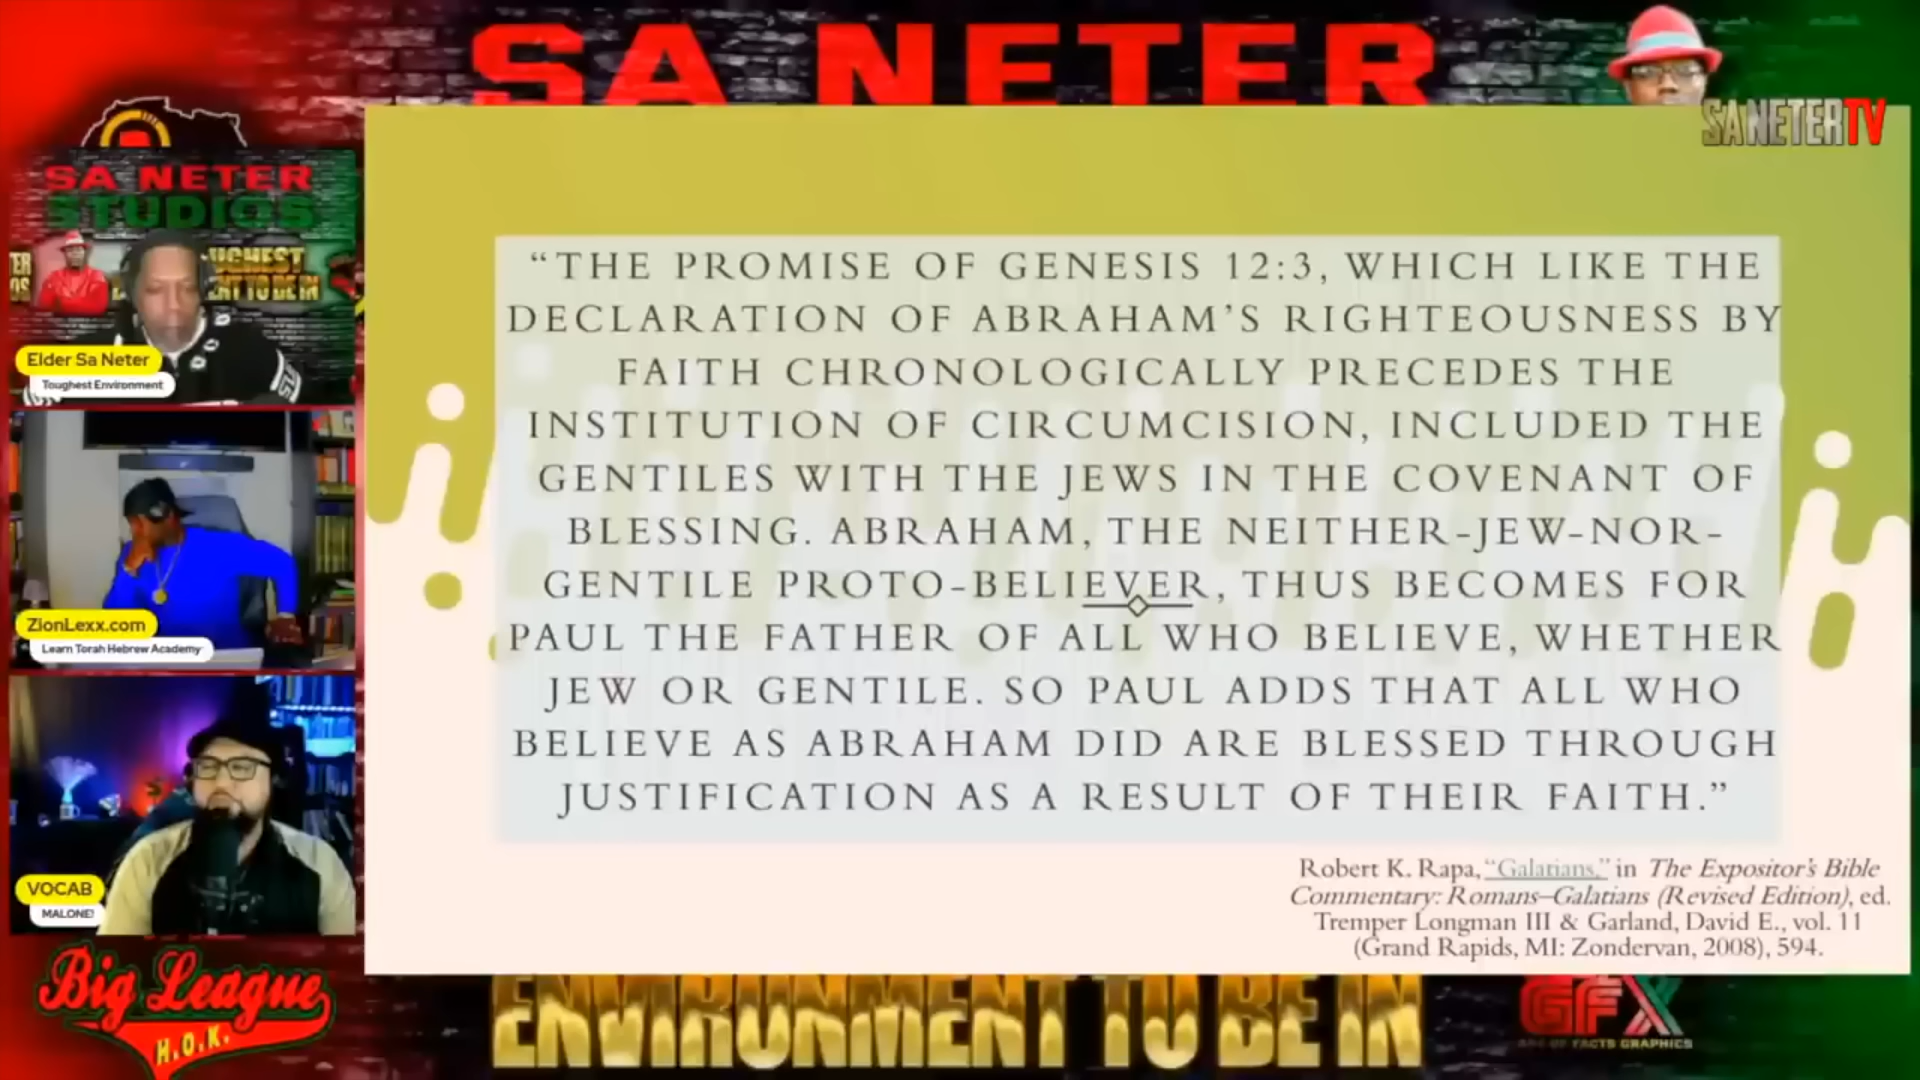 SA NETER
SANETERTV
SA NETER
STUDIOS
Elder Sa Neter
Toughest Environment
ZionLexx.com
Learn Torah Hebrew Academy
VOCAB
MALONE!
Big League
H.O.K.
“THE PROMISE OF GENESIS 12:3, WHICH LIKE THE
DECLARATION OF ABRAHAM’S RIGHTEOUSNESS BY
FAITH CHRONOLOGICALLY PRECEDES THE
INSTITUTION OF CIRCUMCISION, INCLUDED THE
GENTILES WITH THE JEWS IN THE COVENANT OF
BLESSING. ABRAHAM, THE NEITHER-JEW-NOR-
GENTILE PROTO-BELIEVER, THUS BECOMES FOR
PAUL THE FATHER OF ALL WHO BELIEVE, WHETHER
JEW OR GENTILE. SO PAUL ADDS THAT ALL WHO
BELIEVE AS ABRAHAM DID ARE BLESSED THROUGH
JUSTIFICATION AS A RESULT OF THEIR FAITH.”
Robert K. Rapa, “Galatians,” in The Expositor’s Bible
Commentary: Romans–Galatians (Revised Edition), ed.
Tremper Longman III & Garland, David E., vol. 11
(Grand Rapids, MI: Zondervan, 2008), 594.
ENVIRONMENT TO BE IN
GFX
FACTS GRAPHICS